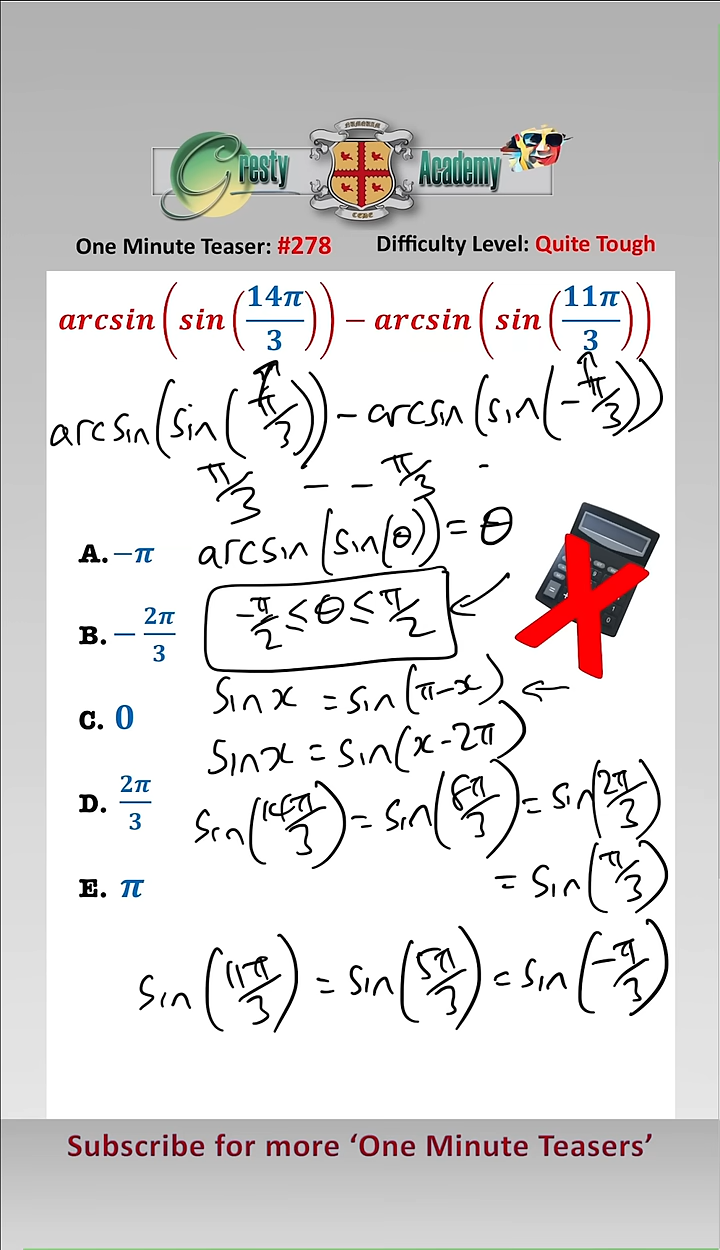 NUMQUAM
Cresty Academy
CEDE
One Minute Teaser: #278 Difficulty Level: Quite Tough
arcsin(sin(14π/3)) − arcsin(sin(11π/3))
arcsin(sin(π/3)) − arcsin(sin(−π/3))
π/3 − − π/3
arcsin(sin(θ)) = θ
A. −π
−π/2 ≤ θ ≤ π/2
B. − 2π/3
sin x = sin(π−x) ←
C. 0
sin x = sin(x−2π)
D. 2π/3
sin(14π/3) = sin(8π/3) = sin(2π/3)
= sin(π/3)
E. π
sin(11π/3) = sin(5π/3) = sin(−π/3)
Subscribe for more ‘One Minute Teasers’